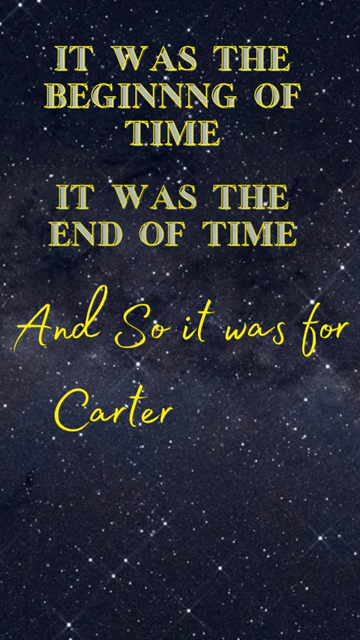 IT WAS THE
BEGINNNG OF
TIME
IT WAS THE
END OF TIME
And So it was for
Carter